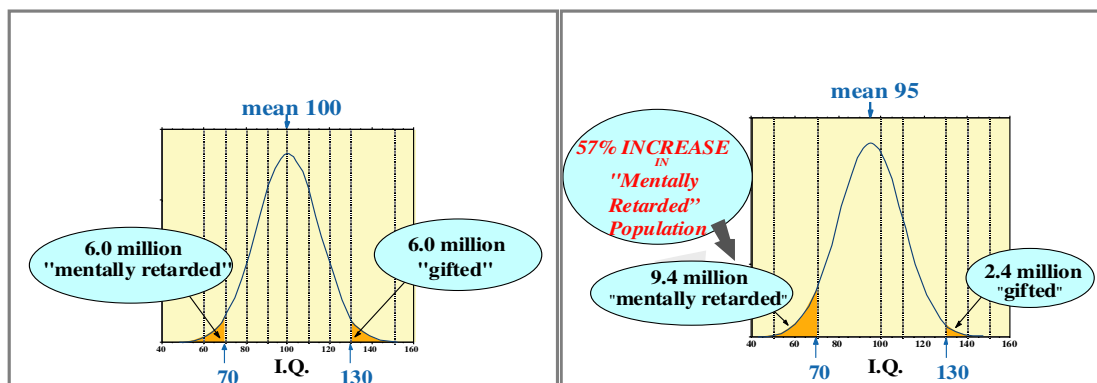 mean 100
6.0 million
"mentally retarded"
6.0 million
"gifted"
40 60 80 100 120 140 160
I.Q.
70
130
mean 95
57% INCREASE
IN
"Mentally
Retarded”
Population
9.4 million
"mentally retarded"
2.4 million
"gifted"
40 60 80 100 120 140 160
I.Q.
70
130